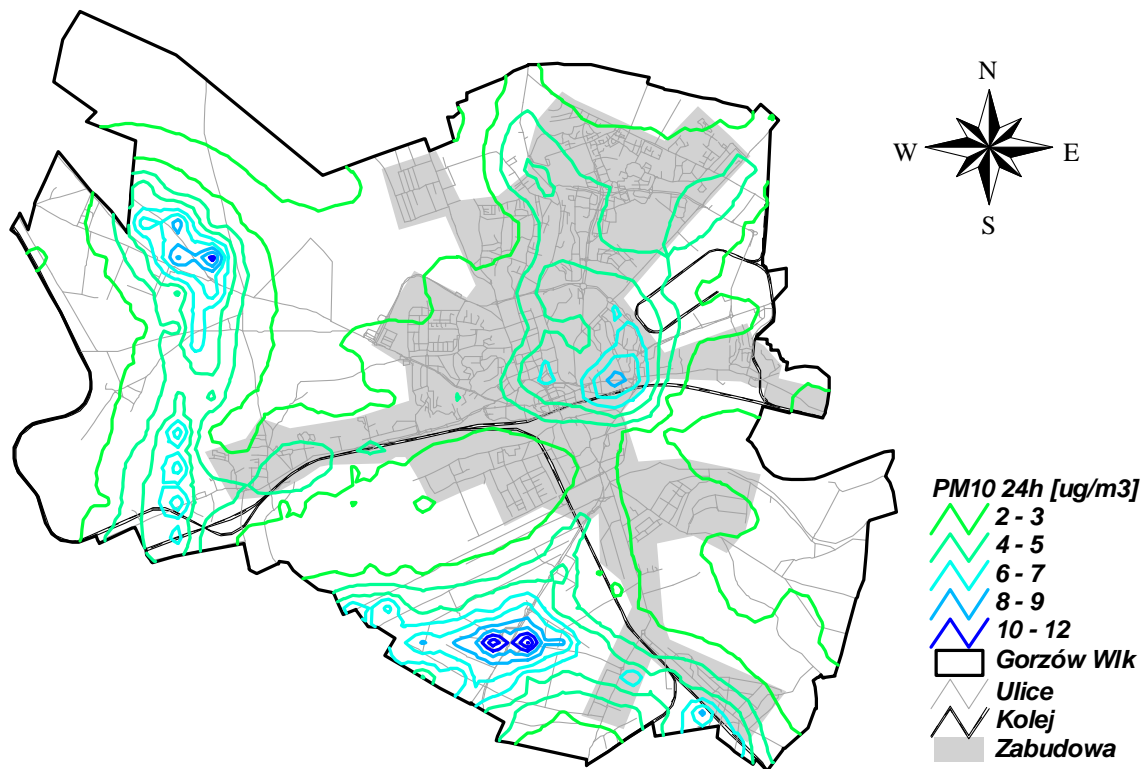 N
W
E
S
PM10 24h [ug/m3]
2 - 3
4 - 5
6 - 7
8 - 9
10 - 12
Gorzów Wlk
Ulice
Kolej
Zabudowa